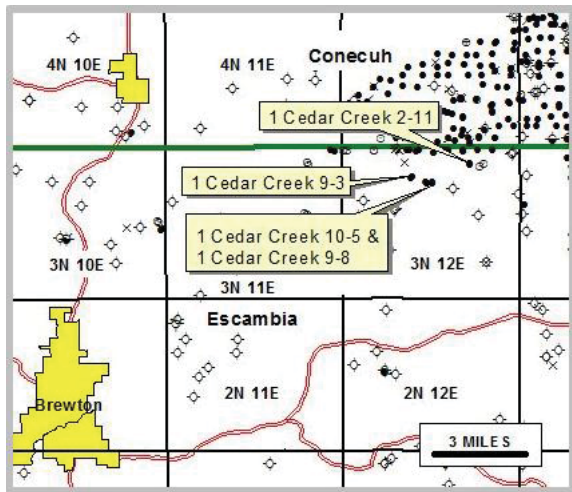 4N 10E
4N 11E
Conecuh
1 Cedar Creek 2-11
1 Cedar Creek 9-3
1 Cedar Creek 10-5 &
1 Cedar Creek 9-8
3N 10E
3N 11E
3N 12E
Escambia
2N 11E
2N 12E
Brewton
3 MILES